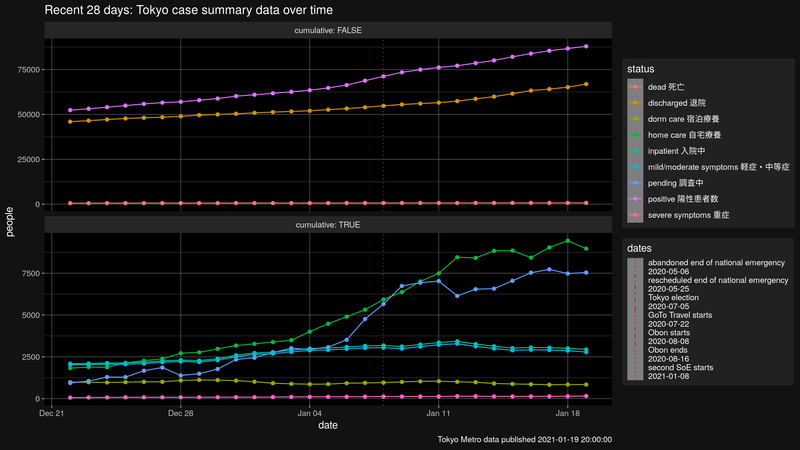 Recent 28 days: Tokyo case summary data over time
cumulative: FALSE
75000
50000
25000
0
cumulative: TRUE
7500
5000
2500
0
people
Dec 21
Dec 28
Jan 04
Jan 11
Jan 18
date
Tokyo Metro data published 2021-01-19 20:00:00
status
dead 死亡
discharged 退院
dorm care 宿泊療養
home care 自宅療養
inpatient 入院中
mild/moderate symptoms 軽症・中等症
pending 調査中
positive 陽性患者数
severe symptoms 重症
dates
abandoned end of national emergency
2020-05-06
rescheduled end of national emergency
2020-05-25
Tokyo election
2020-07-05
GoTo Travel starts
2020-07-22
Obon starts
2020-08-08
Obon ends
2020-08-16
second SoE starts
2021-01-08